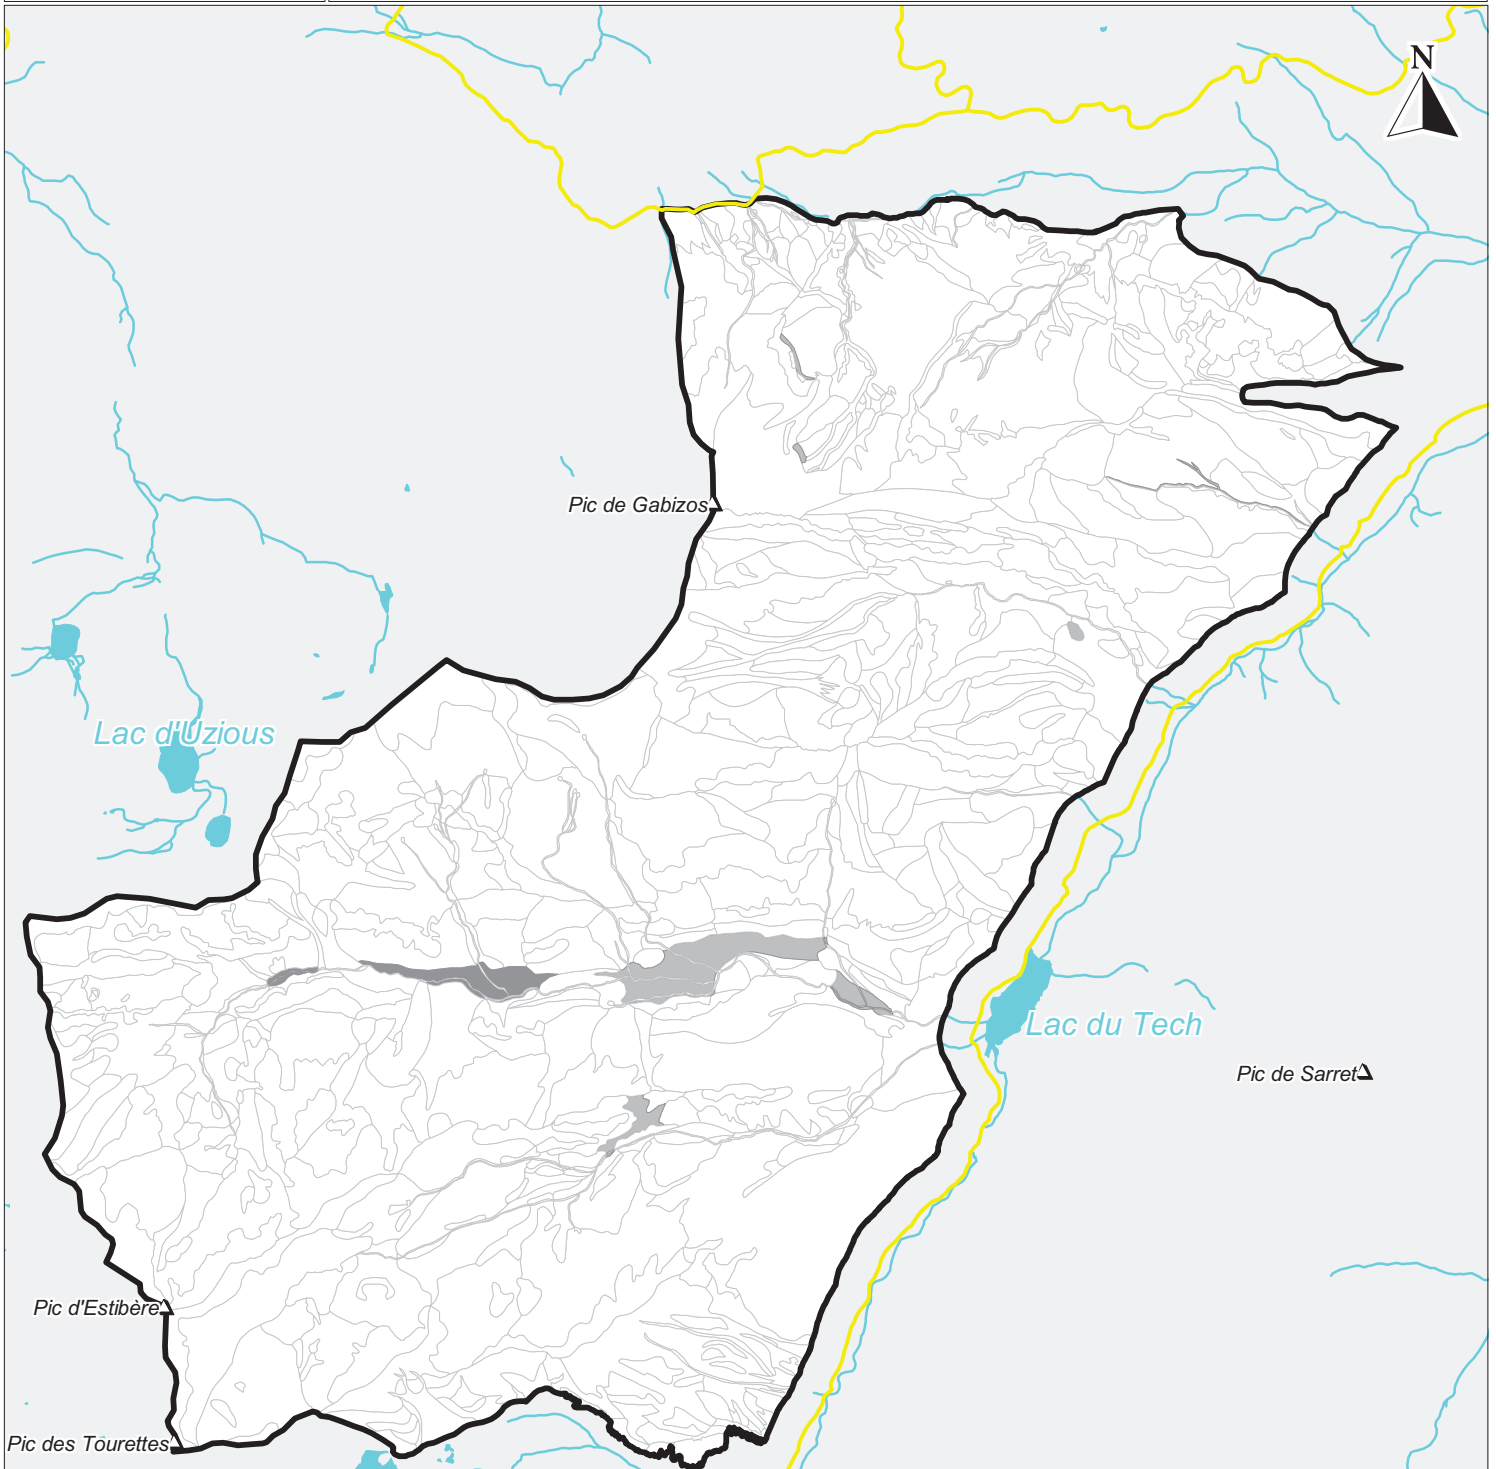 N
Pic de Gabizos
Lac d'Uzious
Lac du Tech
Pic de Sarret
Pic d'Estibère
Pic des Tourettes